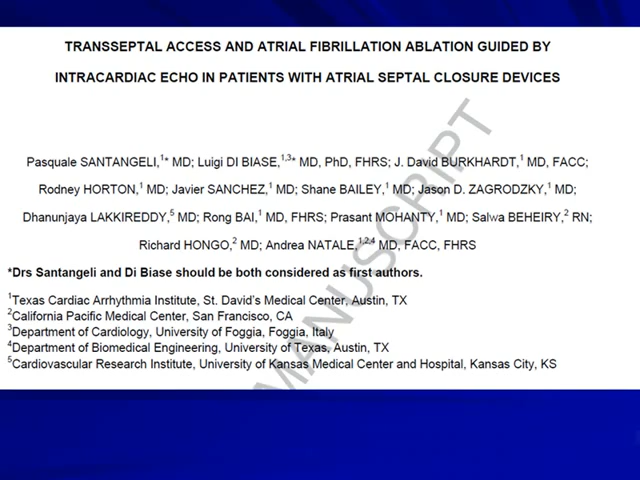 TRANSSEPTAL ACCESS AND ATRIAL FIBRILLATION ABLATION GUIDED BY
INTRACARDIAC ECHO IN PATIENTS WITH ATRIAL SEPTAL CLOSURE DEVICES
Pasquale SANTANGELI,¹* MD; Luigi DI BIASE,¹,³* MD, PhD, FHRS; J. David BURKHARDT,¹ MD, FACC;
Rodney HORTON,¹ MD; Javier SANCHEZ,¹ MD; Shane BAILEY,¹ MD; Jason D. ZAGRODZKY,¹ MD;
Dhanunjaya LAKKIREDDY,⁵ MD; Rong BAI,¹ MD, FHRS; Prasant MOHANTY,¹ MD; Salwa BEHEIRY,² RN;
Richard HONGO,² MD; Andrea NATALE,¹,²,⁴ MD, FACC, FHRS
*Drs Santangeli and Di Biase should be both considered as first authors.
¹Texas Cardiac Arrhythmia Institute, St. David's Medical Center, Austin, TX
²California Pacific Medical Center, San Francisco, CA
³Department of Cardiology, University of Foggia, Foggia, Italy
⁴Department of Biomedical Engineering, University of Texas, Austin, TX
⁵Cardiovascular Research Institute, University of Kansas Medical Center and Hospital, Kansas City, KS
MANUSCRIPT